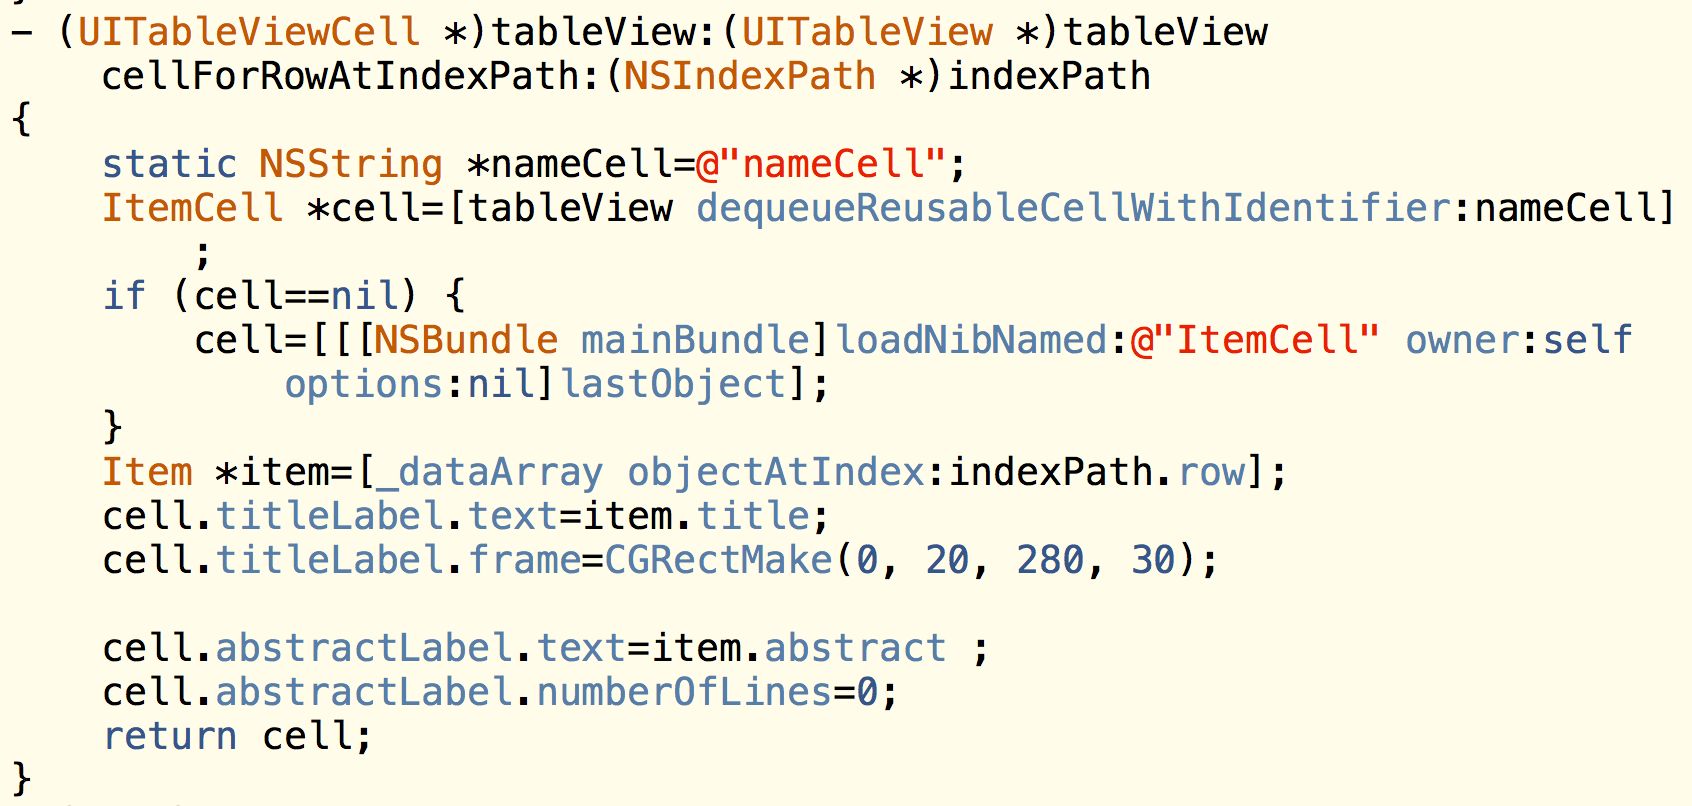 - (UITableViewCell *)tableView:(UITableView *)tableView
cellForRowAtIndexPath:(NSIndexPath *)indexPath
{
static NSString *nameCell=@"nameCell";
ItemCell *cell=[tableView dequeueReusableCellWithIdentifier:nameCell]
;
if (cell==nil) {
cell=[[[NSBundle mainBundle]loadNibNamed:@"ItemCell" owner:self
options:nil]lastObject];
}
Item *item=[_dataArray objectAtIndex:indexPath.row];
cell.titleLabel.text=item.title;
cell.titleLabel.frame=CGRectMake(0, 20, 280, 30);
cell.abstractLabel.text=item.abstract ;
cell.abstractLabel.numberOfLines=0;
return cell;
}